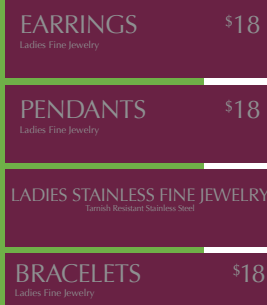 EARRINGS $18
Ladies Fine Jewelry
PENDANTS $18
Ladies Fine Jewelry
LADIES STAINLESS FINE JEWELRY
Tarnish Resistant Stainless Steel
BRACELETS $18
Ladies Fine Jewelry